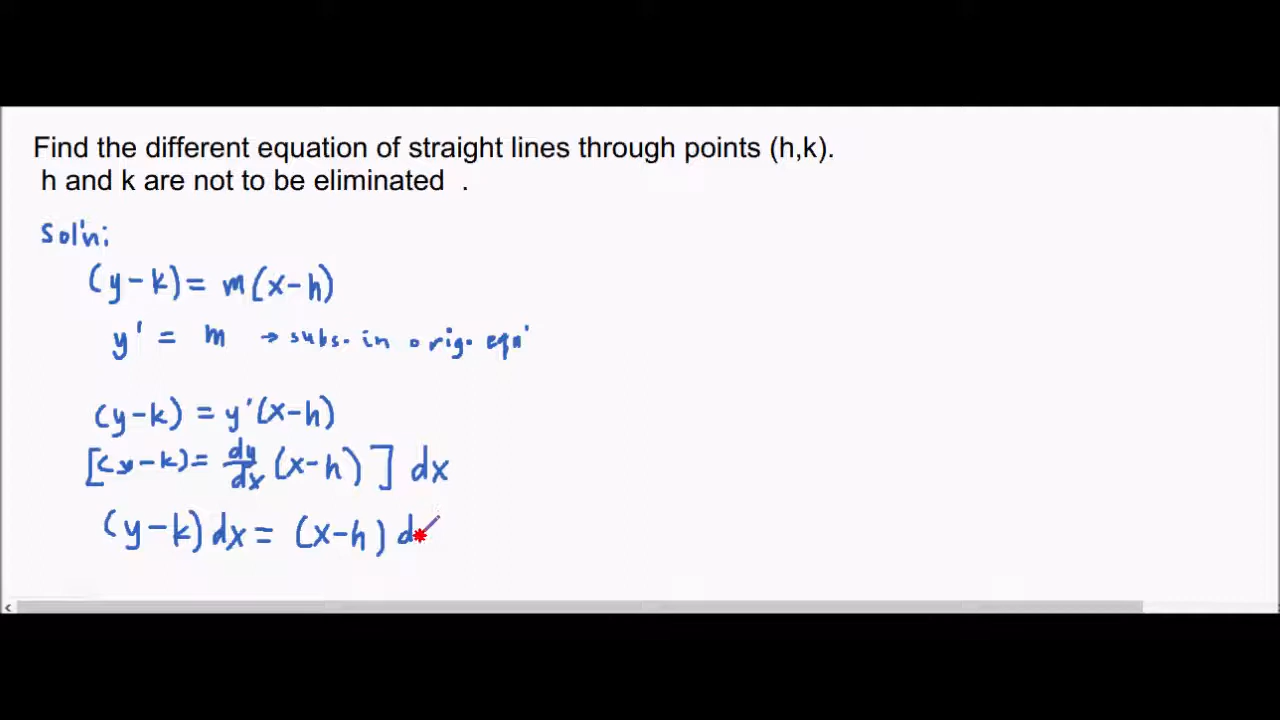 Find the different equation of straight lines through points (h,k).
h and k are not to be eliminated .
Sol'n:
(y-k) = m(x-h)
y' = m → subs. in orig. eqn'
(y-k) = y'(x-h)
[(y-k) = dy/dx (x-h)] dx
(y-k) dx = (x-h) d